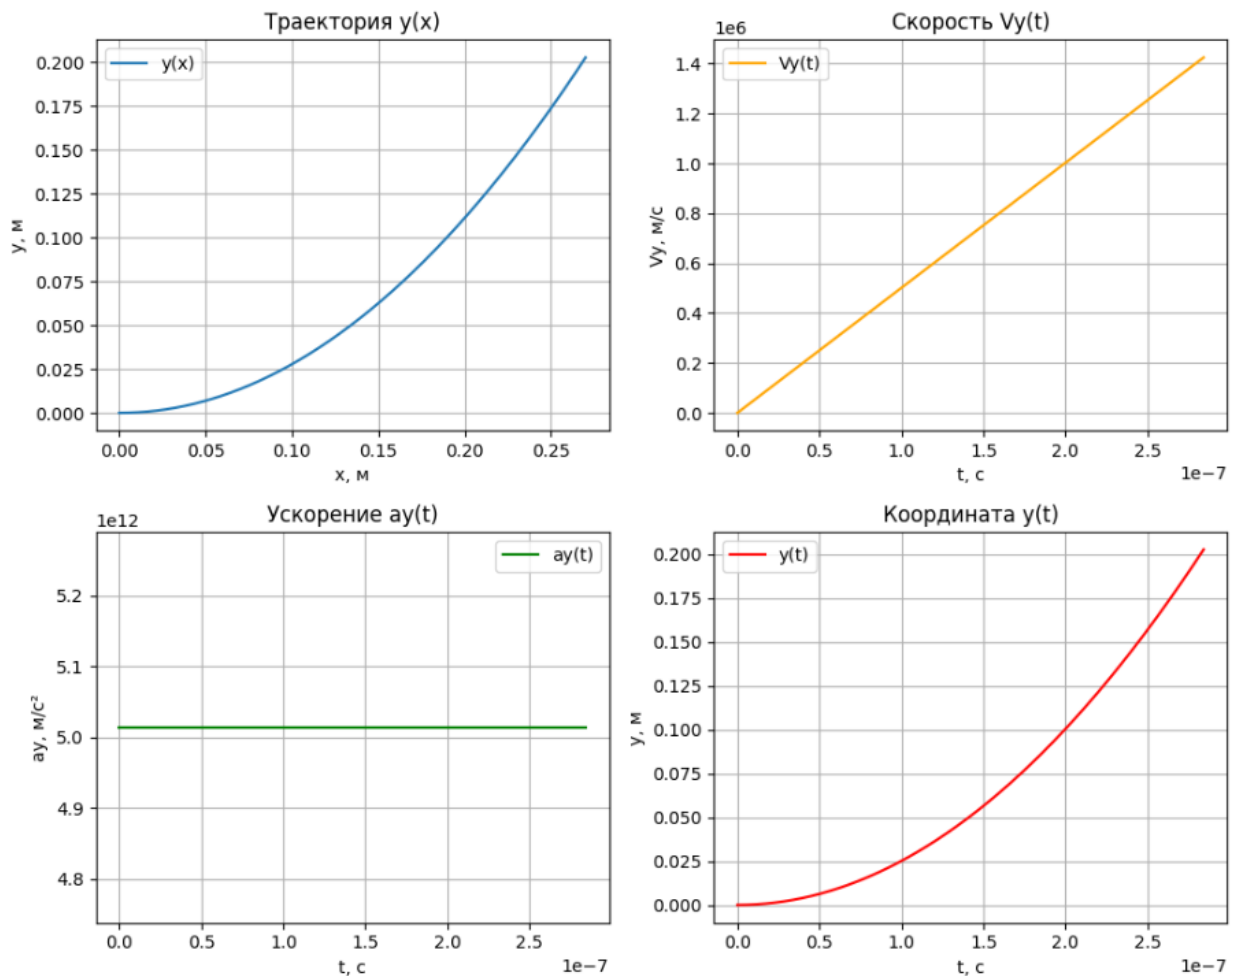 Траектория y(x)
y(x)
0.200
0.175
0.150
0.125
0.100
0.075
0.050
0.025
0.000
y, м
0.00 0.05 0.10 0.15 0.20 0.25
x, м
Скорость Vy(t)
1e6
Vy(t)
1.4
1.2
1.0
0.8
0.6
0.4
0.2
0.0
Vy, м/с
0.0 0.5 1.0 1.5 2.0 2.5
t, с
1e−7
Ускорение ay(t)
1e12
ay(t)
5.2
5.1
5.0
4.9
4.8
ay, м/с²
0.0 0.5 1.0 1.5 2.0 2.5
t, с
1e−7
Координата y(t)
y(t)
0.200
0.175
0.150
0.125
0.100
0.075
0.050
0.025
0.000
y, м
0.0 0.5 1.0 1.5 2.0 2.5
t, с
1e−7